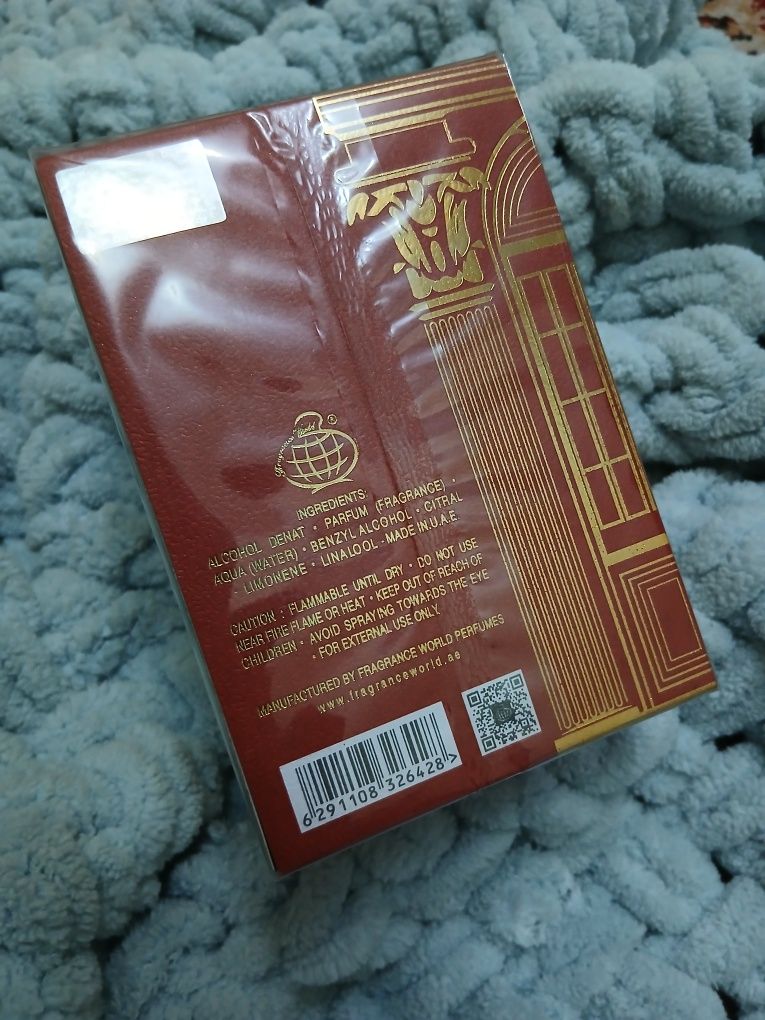 Fragrance World ®
INGREDIENTS:
ALCOHOL DENAT • PARFUM (FRAGRANCE) •
AQUA (WATER) • BENZYL ALCOHOL • CITRAL
• LIMONENE • LINALOOL • MADE IN U.A.E.
CAUTION : FLAMMABLE UNTIL DRY • DO NOT USE
NEAR FIRE FLAME OR HEAT • KEEP OUT OF REACH OF
CHILDREN • AVOID SPRAYING TOWARDS THE EYE
• FOR EXTERNAL USE ONLY.
MANUFACTURED BY FRAGRANCE WORLD PERFUMES
www.fragranceworld.ae
6 291108 326428 >